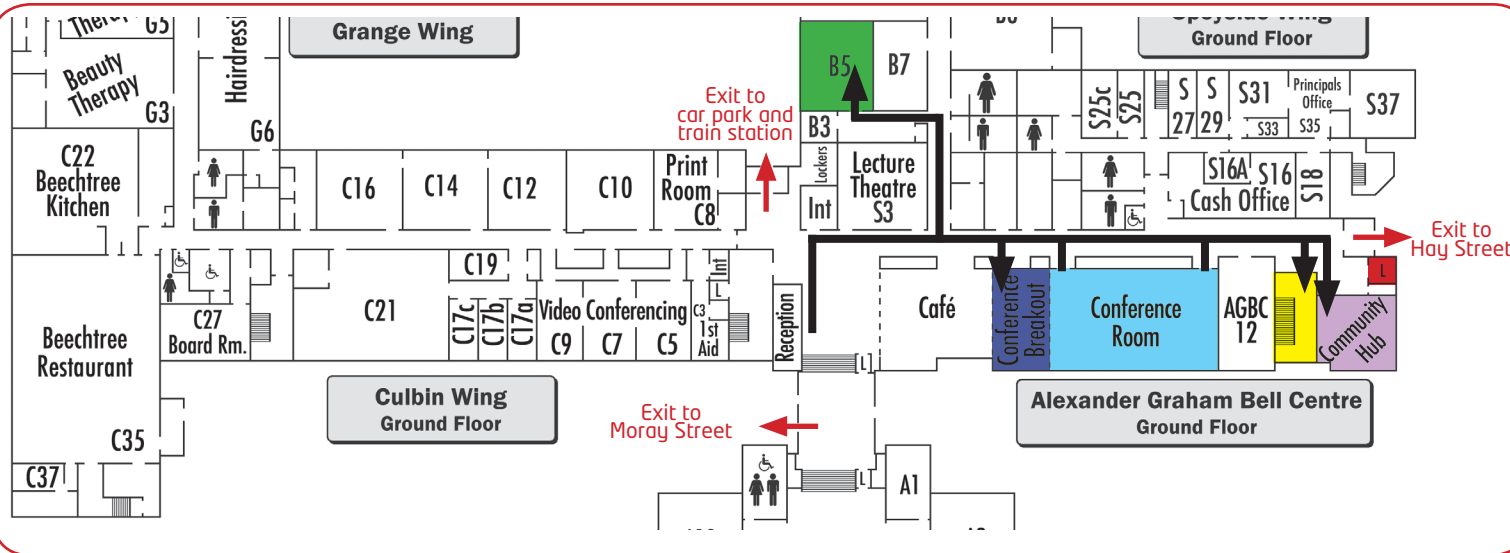 Therapy
G5
Grange Wing
B6
Speyside Wing
Ground Floor
Beauty
Therapy
G3
Hairdress
G6
Exit to
car park and
train station
B5
B7
B3
Lockers
Int
Lecture
Theatre
S3
S25c
S25
S
27
S
29
S31
S33
Principals
Office
S35
S37
S16A
S16
Cash Office
S18
C22
Beechtree
Kitchen
C16
C14
C12
C10
Print
Room
C8
Exit to
Hay Street
L
C19
C21
C17c
C17b
C17a
Video Conferencing
C9
C7
C5
Int
L
C3
1st
Aid
Reception
Café
Conference
Breakout
Conference
Room
AGBC
12
Community
Hub
C27
Board Rm.
Beechtree
Restaurant
C35
C37
L
Culbin Wing
Ground Floor
Exit to
Moray Street
Alexander Graham Bell Centre
Ground Floor
L
A1